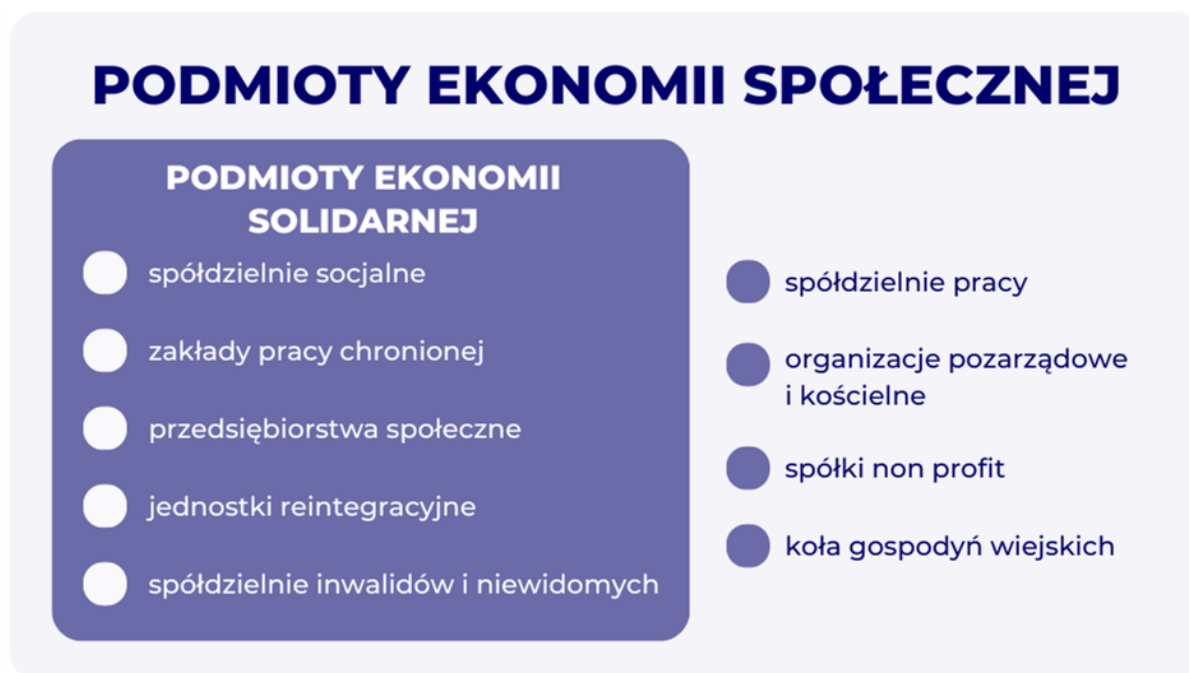 PODMIOTY EKONOMII SPOŁECZNEJ
PODMIOTY EKONOMII
SOLIDARNEJ
spółdzielnie socjalne
zakłady pracy chronionej
przedsiębiorstwa społeczne
jednostki reintegracyjne
spółdzielnie inwalidów i niewidomych
spółdzielnie pracy
organizacje pozarządowe
i kościelne
spółki non profit
koła gospodyń wiejskich